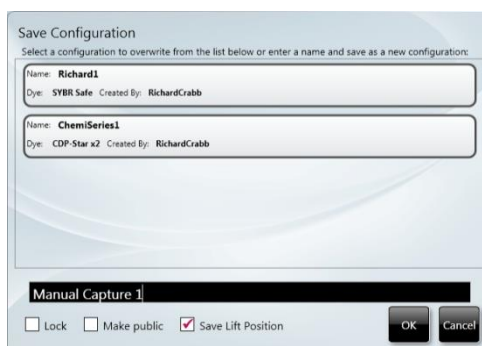 Save Configuration
Select a configuration to overwrite from the list below or enter a name and save as a new configuration:
Name: Richard1
Dye: SYBR Safe Created By: RichardCrabb
Name: ChemiSeries1
Dye: CDP-Star x2 Created By: RichardCrabb
Manual Capture 1
Lock Make public Save Lift Position OK Cancel